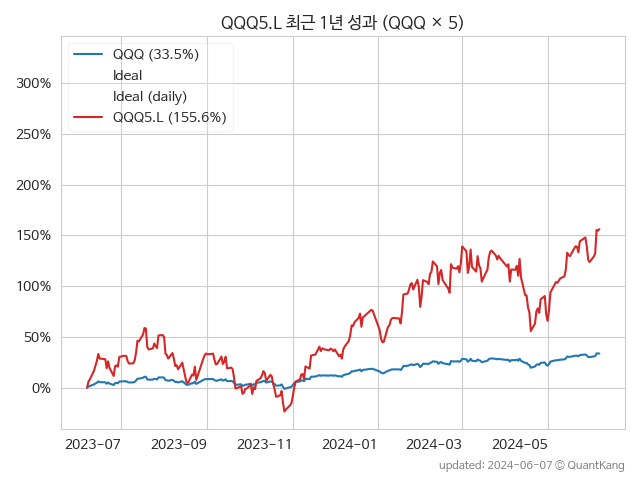 QQQ5.L 최근 1년 성과 (QQQ × 5)
QQQ (33.5%)
Ideal
Ideal (daily)
QQQ5.L (155.6%)
300%
250%
200%
150%
100%
50%
0%
2023-07 2023-09 2023-11 2024-01 2024-03 2024-05
updated: 2024-06-07 © QuantKang